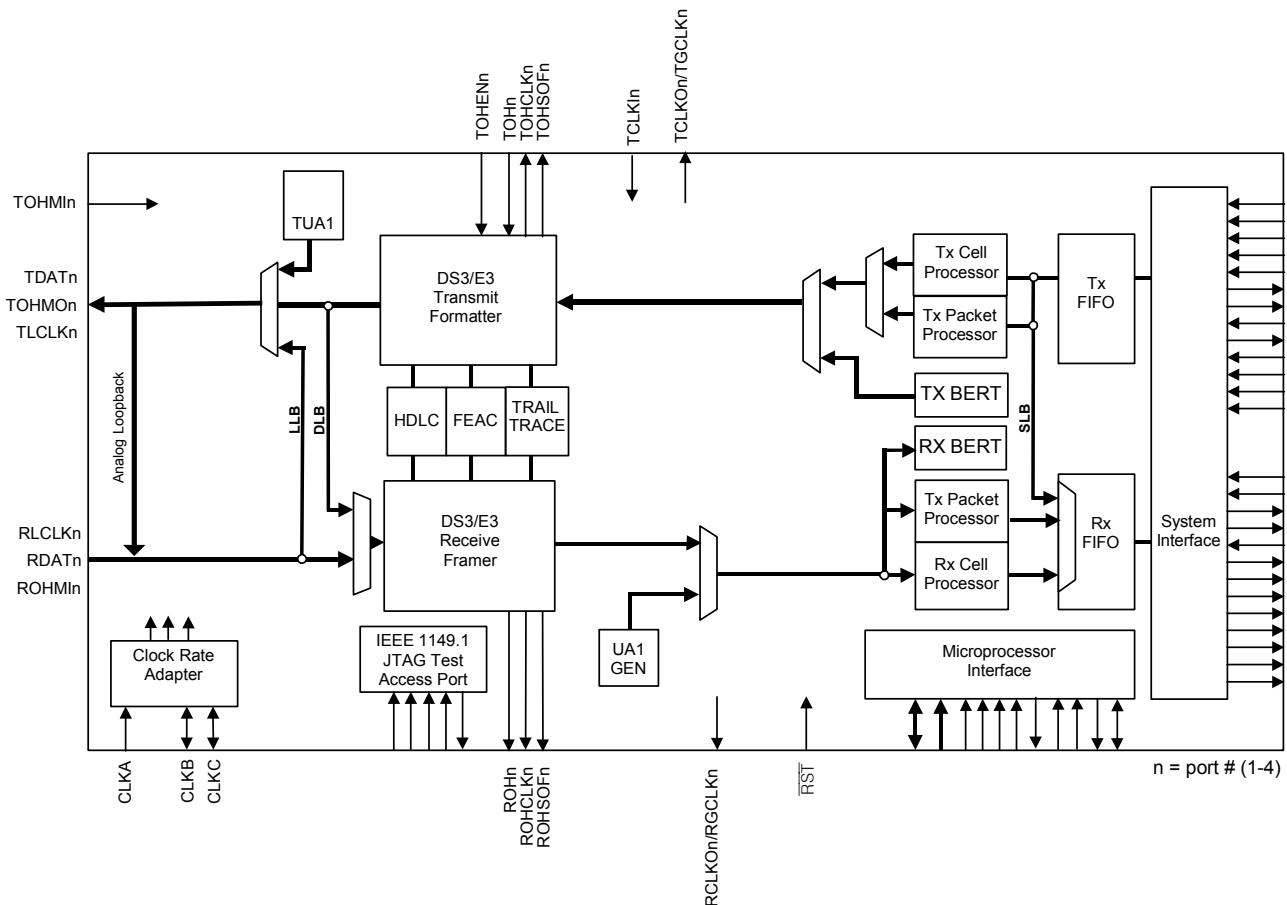 TOHENn
TOHn
TOHCLKn
TOHSOFn
TCLKIn
TCLKOn/TGCLKn
TOHMIn
TUA1
TDATn
TOHMOn
TLCLKn
DS3/E3
Transmit
Formatter
Tx Cell
Processor
Tx Packet
Processor
Tx
FIFO
TX BERT
HDLC
FEAC
TRAIL
TRACE
Analog Loopback
LLB
DLB
SLB
RX BERT
RLCLKn
RDATn
ROHMIn
DS3/E3
Receive
Framer
Tx Packet
Processor
Rx Cell
Processor
Rx
FIFO
System
Interface
Clock Rate
Adapter
IEEE 1149.1
JTAG Test
Access Port
UA1
GEN
Microprocessor
Interface
CLKA
CLKB
CLKC
ROHn
ROHCLKn
ROHSOFn
RCLKOn/RGCLKn
RST
n = port # (1-4)